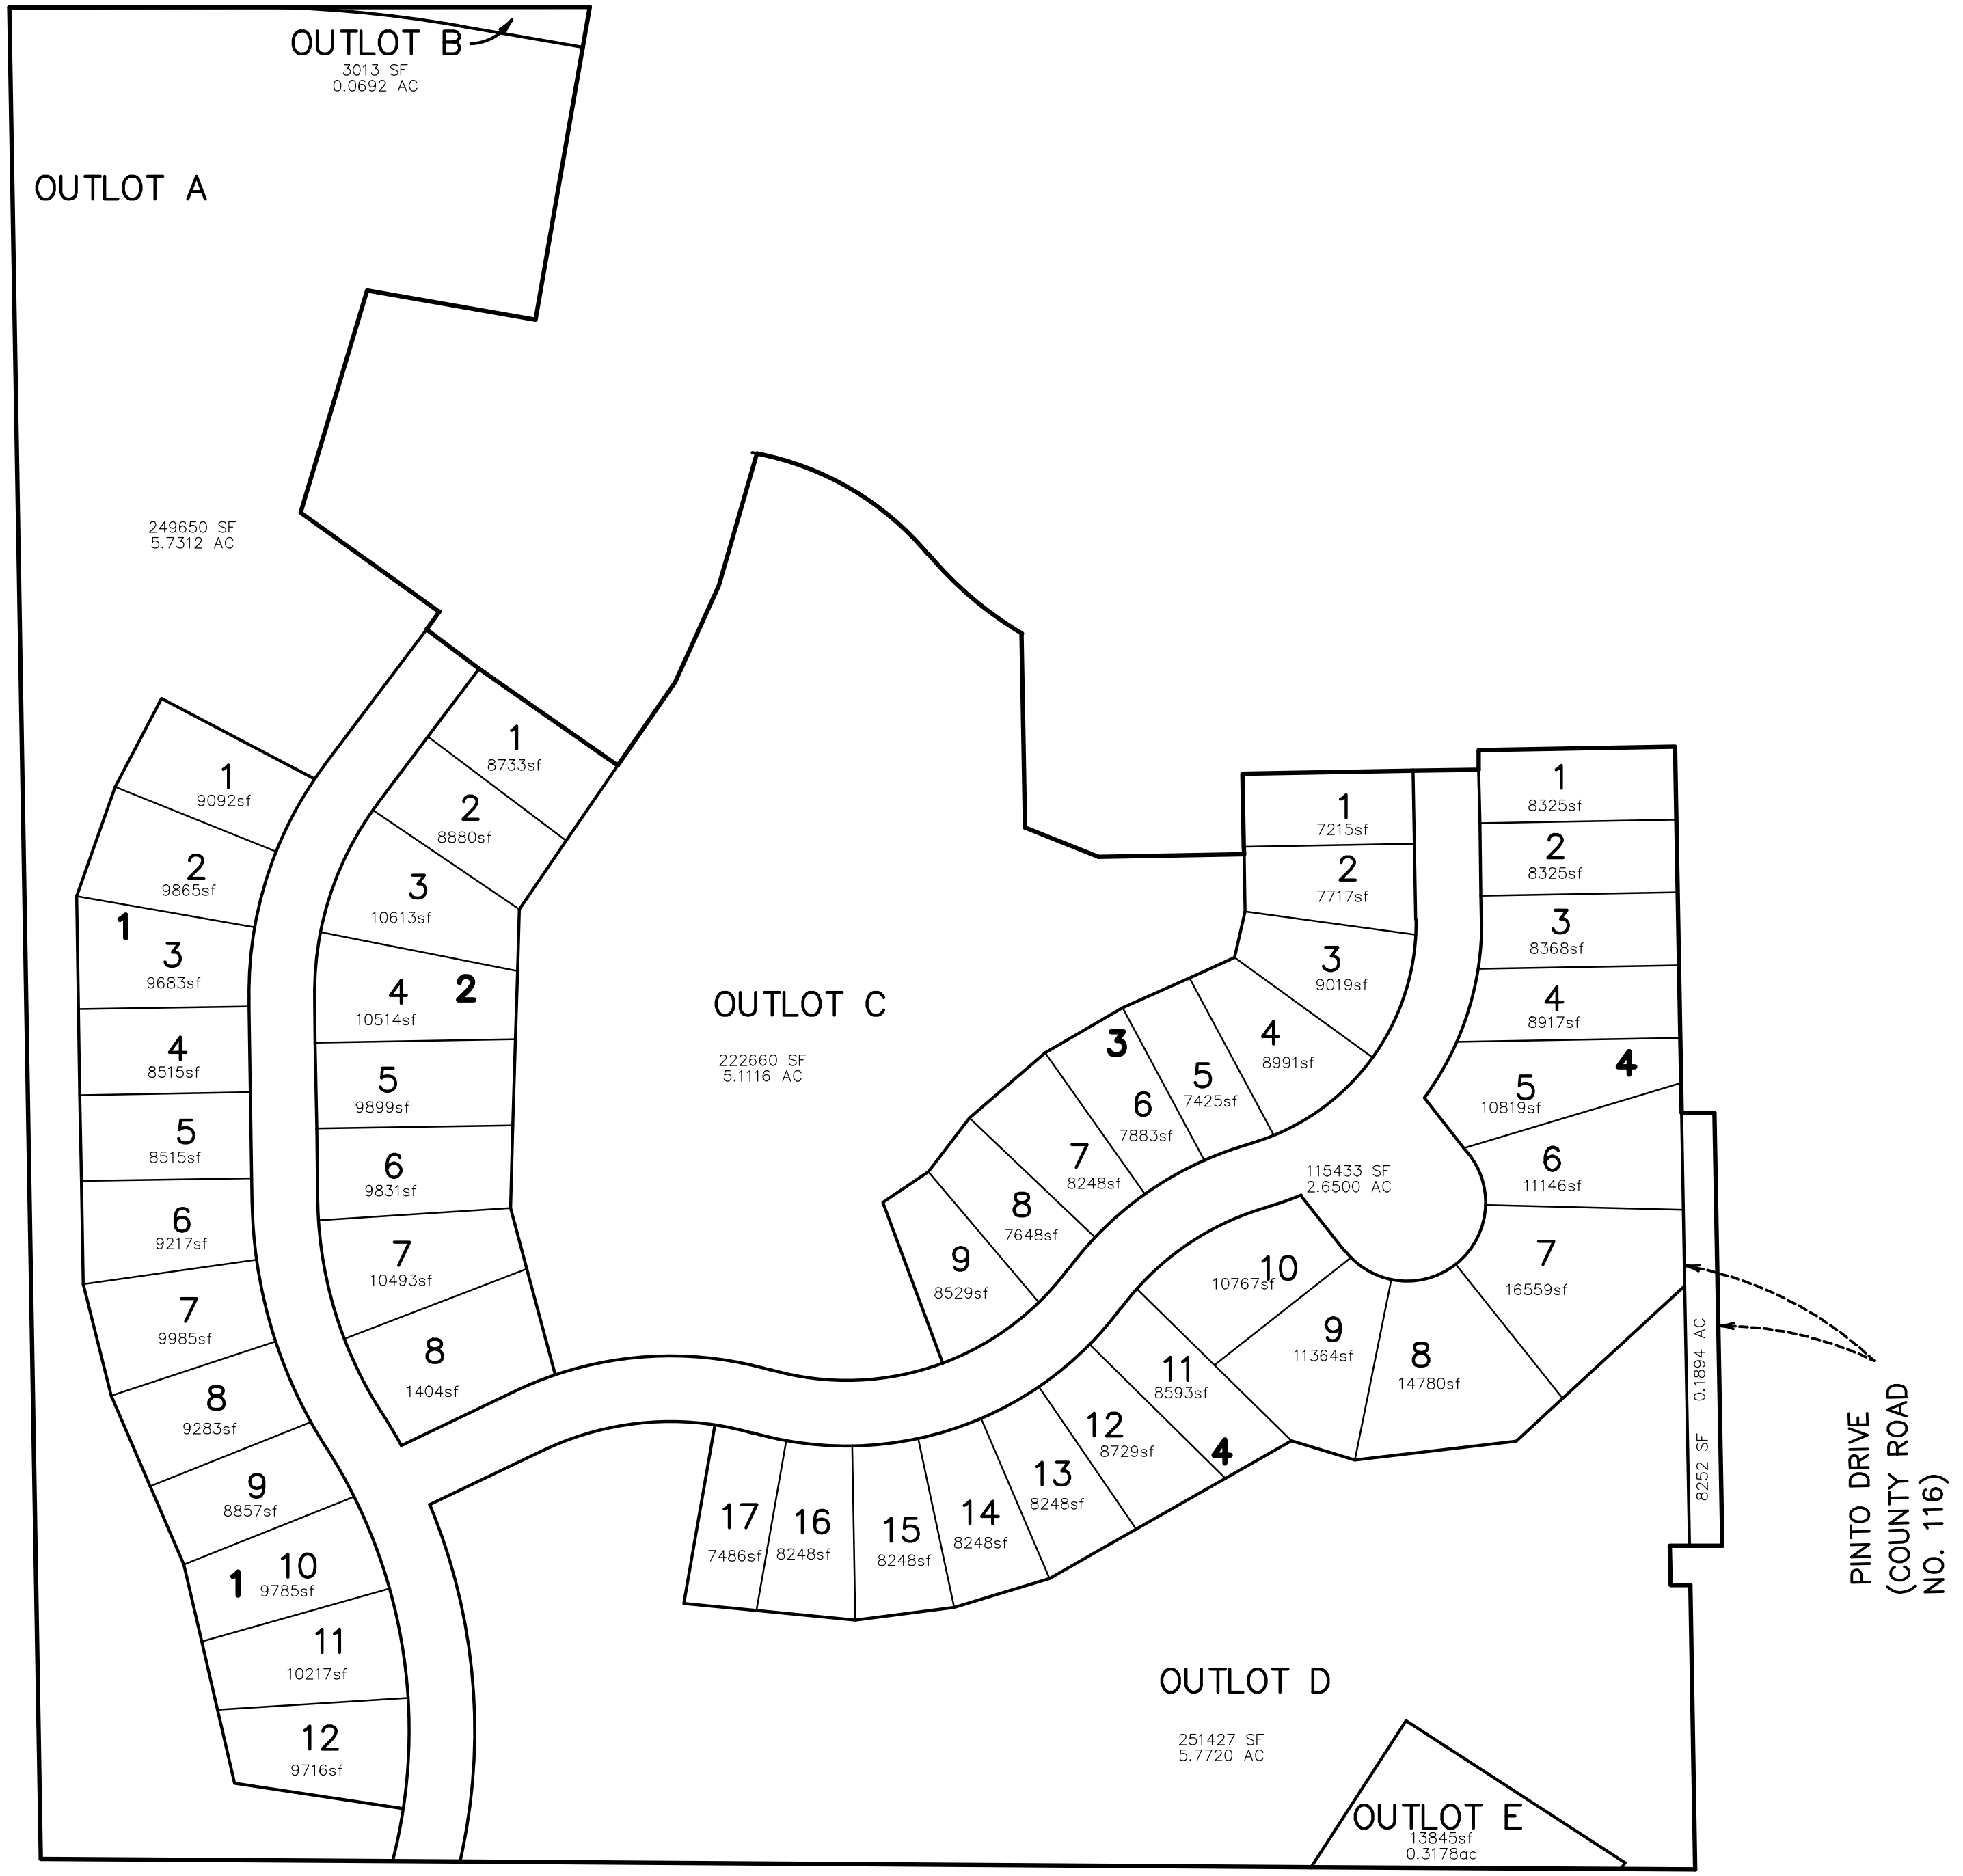 OUTLOT B
3013 SF
0.0692 AC
OUTLOT A
249650 SF
5.7312 AC
1
9092sf
2
9865sf
1
3
9683sf
4
8515sf
5
8515sf
6
9217sf
7
9985sf
8
9283sf
9
8857sf
10
1
9785sf
11
10217sf
12
9716sf
1
8733sf
2
8880sf
3
10613sf
4
2
10514sf
5
9899sf
6
9831sf
7
10493sf
8
1404sf
OUTLOT C
222660 SF
5.1116 AC
1
7215sf
2
7717sf
3
9019sf
4
8991sf
3
5
7425sf
6
7883sf
7
8248sf
8
7648sf
9
8529sf
115433 SF
2.6500 AC
1
8325sf
2
8325sf
3
8368sf
4
8917sf
4
5
10819sf
6
11146sf
7
16559sf
8
14780sf
9
11364sf
10
10767sf
11
8593sf
4
12
8729sf
13
8248sf
14
8248sf
15
8248sf
16
8248sf
17
7486sf
8252 SF 0.1894 AC
PINTO DRIVE
(COUNTY ROAD
NO. 116)
OUTLOT D
251427 SF
5.7720 AC
OUTLOT E
13845sf
0.3178ac